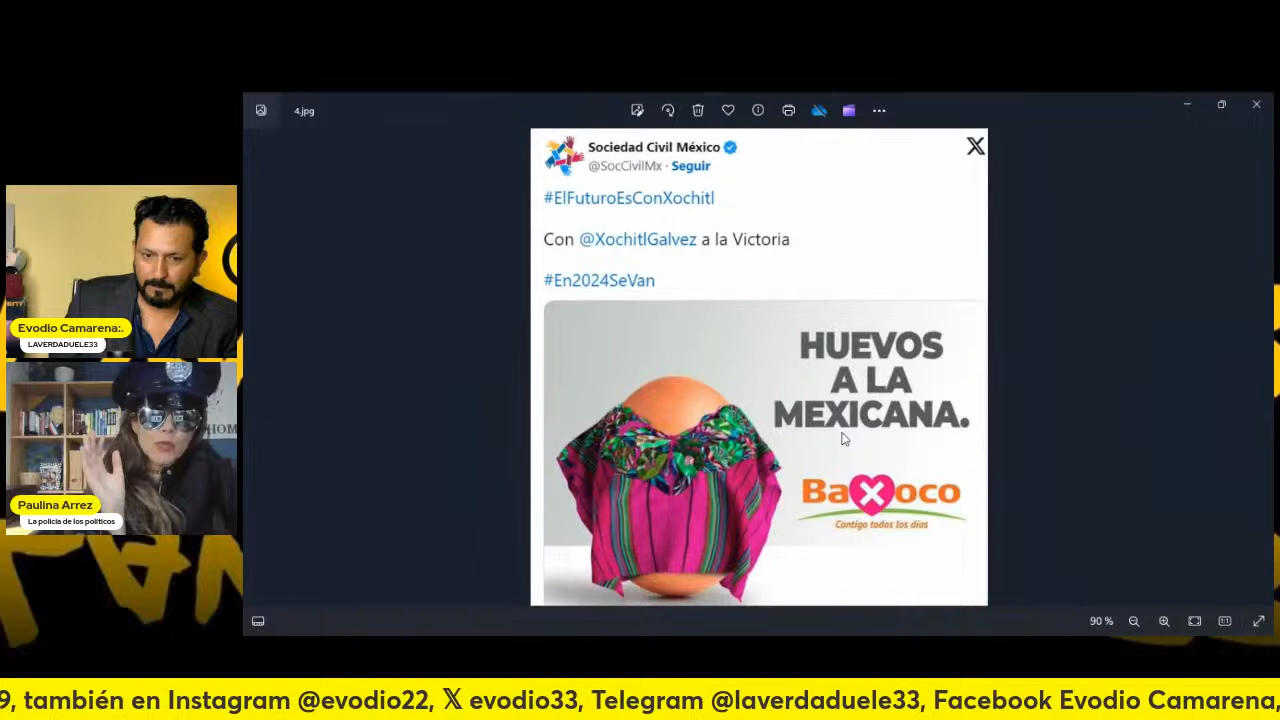 4.jpg
Sociedad Civil México
@SocCivilMx · Seguir
#ElFuturoEsConXochitl
Con @XochitlGalvez a la Victoria
#En2024SeVan
HUEVOS
A LA
MEXICANA.
BaXoco
Contigo todos los días
Evodio Camarena:.
LAVERDADUELE33
HOM
Paulina Arrez
La policía de los políticos
90 %
9, también en Instagram @evodio22, 𝕏 evodio33, Telegram @laverdaduele33, Facebook Evodio Camarena,